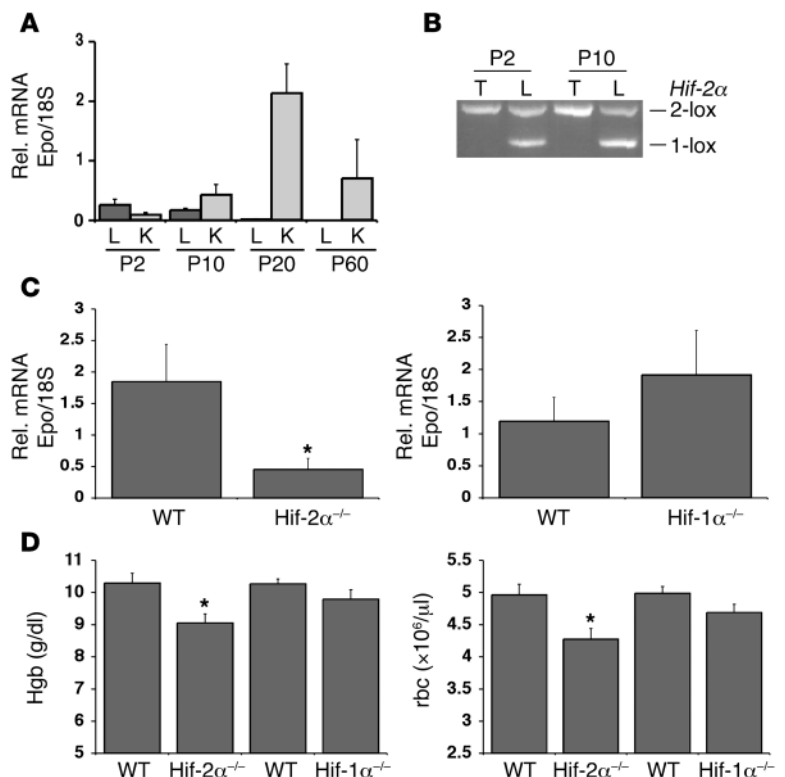 A
Rel. mRNA
Epo/18S
3
2
1
0
L K L K L K L K
P2 P10 P20 P60
B
P2 P10
T L T L Hif-2α
2-lox
1-lox
C
Rel. mRNA
Epo/18S
3
2.5
2
1.5
1
0.5
0
*
WT Hif-2α⁻/⁻
Rel. mRNA
Epo/18S
3
2.5
2
1.5
1
0.5
0
WT Hif-1α⁻/⁻
D
Hgb (g/dl)
11
10
9
8
7
6
5
*
WT Hif-2α⁻/⁻ WT Hif-1α⁻/⁻
rbc (×10⁶/µl)
5.5
5
4.5
4
3.5
3
2.5
*
WT Hif-2α⁻/⁻ WT Hif-1α⁻/⁻